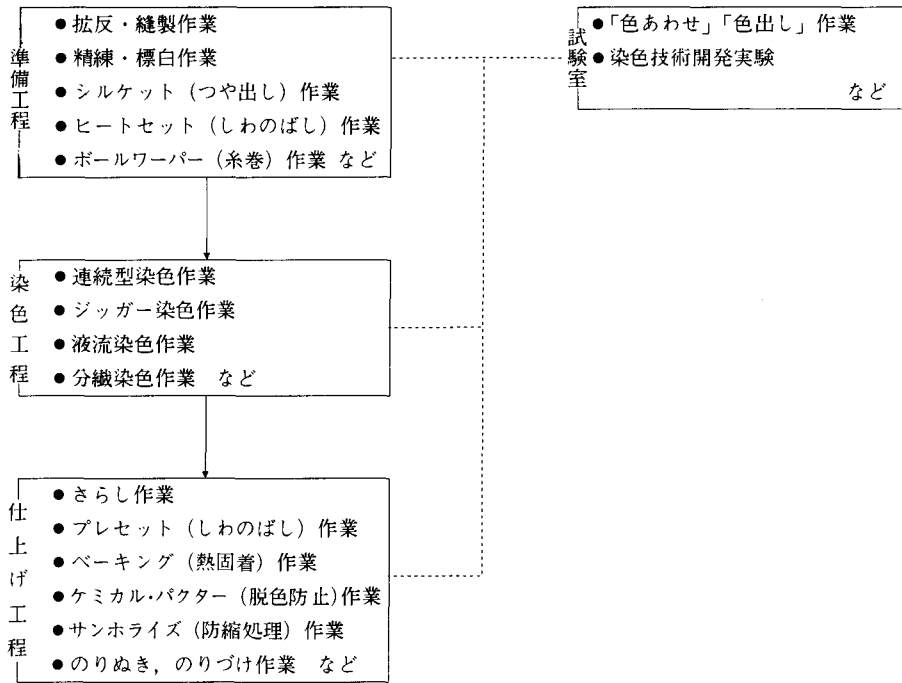 準備工程
● 拡反・縫製作業
● 精練・標白作業
● シルケット（つや出し）作業
● ヒートセット（しわのばし）作業
● ボールワーパー（糸巻）作業 など
試験室
● 「色あわせ」「色出し」作業
● 染色技術開発実験
など
染色工程
● 連続型染色作業
● ジッガー染色作業
● 液流染色作業
● 分繊染色作業 など
仕上げ工程
● さらし作業
● プレセット（しわのばし）作業
● ベーキング（熱固着）作業
● ケミカル・パクター（脱色防止）作業
● サンホライズ（防縮処理）作業
● のりぬき，のりづけ作業 など